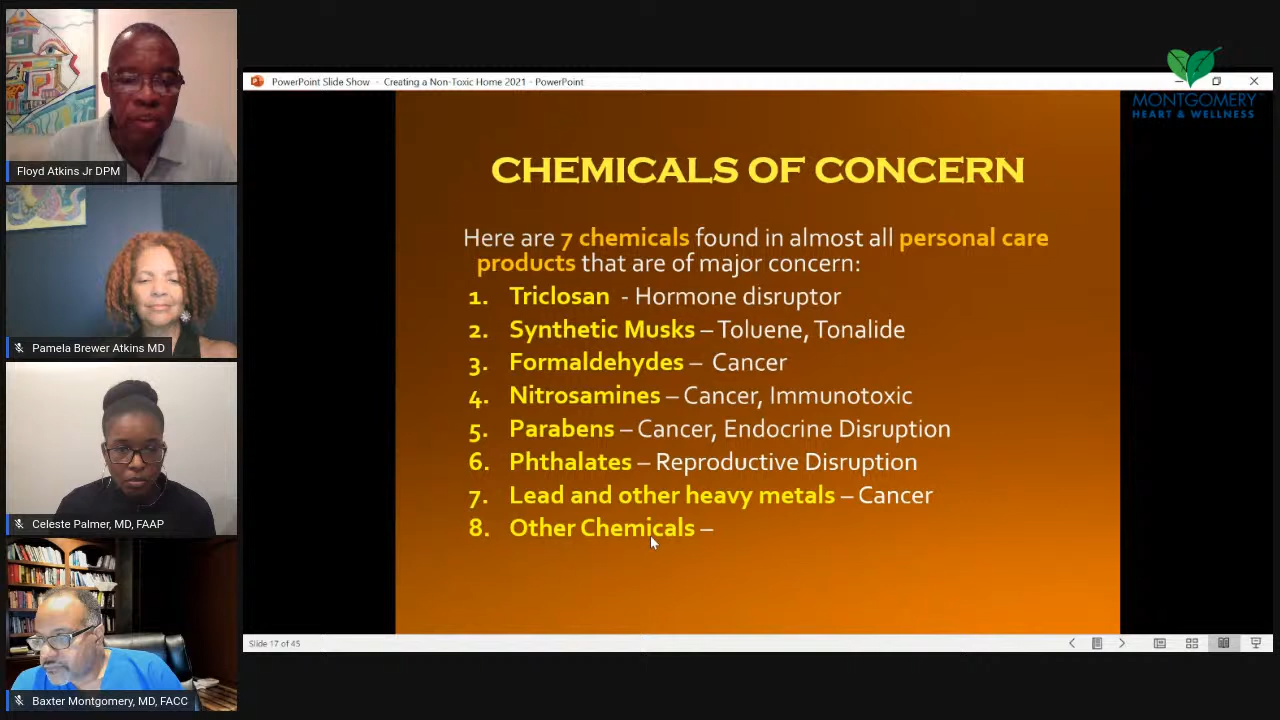 Floyd Atkins Jr DPM
Pamela Brewer Atkins MD
Celeste Palmer, MD, FAAP
Baxter Montgomery, MD, FACC
PowerPoint Slide Show - Creating a Non-Toxic Home 2021 - PowerPoint
MONTGOMERY
HEART & WELLNESS
CHEMICALS OF CONCERN
Here are 7 chemicals found in almost all personal care
products that are of major concern:
1. Triclosan - Hormone disruptor
2. Synthetic Musks – Toluene, Tonalide
3. Formaldehydes – Cancer
4. Nitrosamines – Cancer, Immunotoxic
5. Parabens – Cancer, Endocrine Disruption
6. Phthalates – Reproductive Disruption
7. Lead and other heavy metals – Cancer
8. Other Chemicals –
Slide 17 of 45